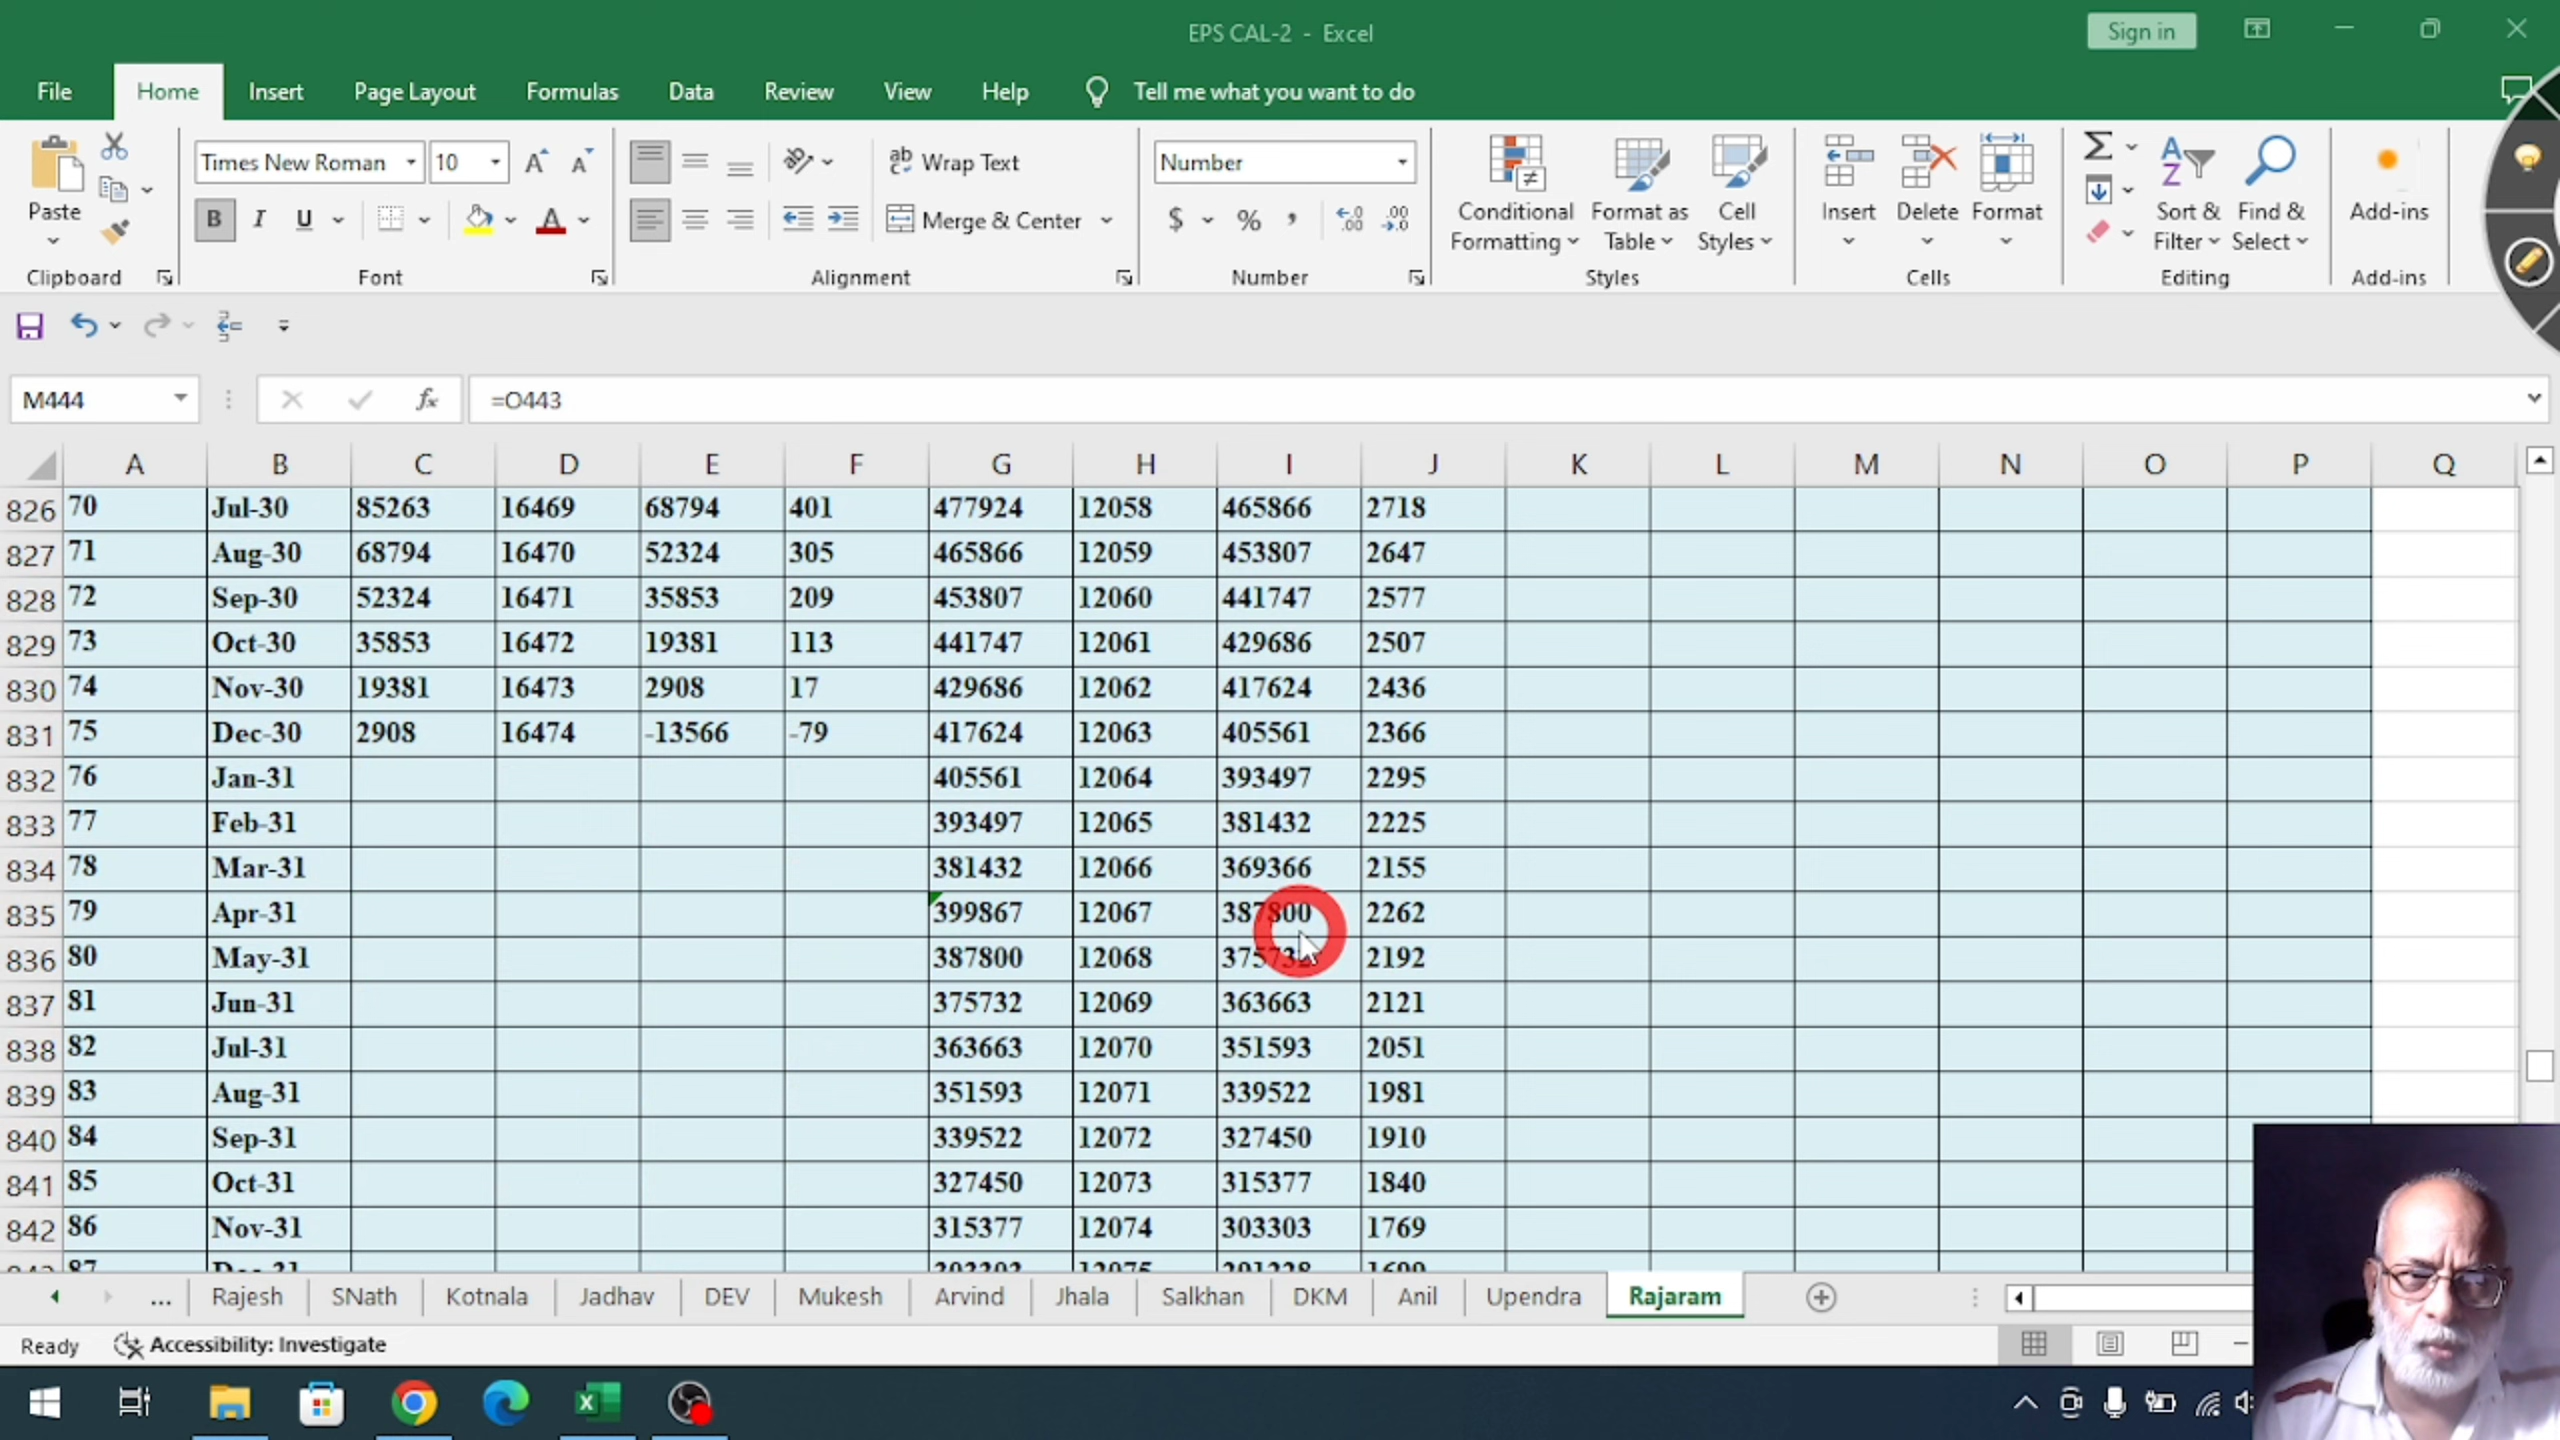 EPS CAL-2 - Excel
Sign in
File Home Insert Page Layout Formulas Data Review View Help Tell me what you want to do
Paste
Clipboard
Times New Roman 10
B I U
Font
Wrap Text
Merge & Center
Alignment
Number
$ % ,
Number
Conditional Formatting
Format as Table
Cell Styles
Styles
Insert Delete Format
Cells
Sort & Filter
Find & Select
Editing
Add-ins
Add-ins
M444 fx =O443
A B C D E F G H I J K L M N O P Q
826 70 Jul-30 85263 16469 68794 401 477924 12058 465866 2718
827 71 Aug-30 68794 16470 52324 305 465866 12059 453807 2647
828 72 Sep-30 52324 16471 35853 209 453807 12060 441747 2577
829 73 Oct-30 35853 16472 19381 113 441747 12061 429686 2507
830 74 Nov-30 19381 16473 2908 17 429686 12062 417624 2436
831 75 Dec-30 2908 16474 -13566 -79 417624 12063 405561 2366
832 76 Jan-31 405561 12064 393497 2295
833 77 Feb-31 393497 12065 381432 2225
834 78 Mar-31 381432 12066 369366 2155
835 79 Apr-31 399867 12067 387800 2262
836 80 May-31 387800 12068 375732 2192
837 81 Jun-31 375732 12069 363663 2121
838 82 Jul-31 363663 12070 351593 2051
839 83 Aug-31 351593 12071 339522 1981
840 84 Sep-31 339522 12072 327450 1910
841 85 Oct-31 327450 12073 315377 1840
842 86 Nov-31 315377 12074 303303 1769
... Rajesh SNath Kotnala Jadhav DEV Mukesh Arvind Jhala Salkhan DKM Anil Upendra Rajaram
Ready Accessibility: Investigate